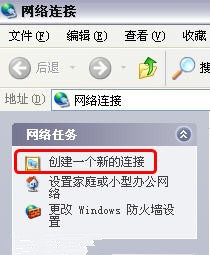 网络连接
文件(F) 编辑(E) 查看(V) 收藏
后退
地址(D) 网络连接
网络任务
创建一个新的连接
设置家庭或小型办公网
络
更改 Windows 防火墙设
置